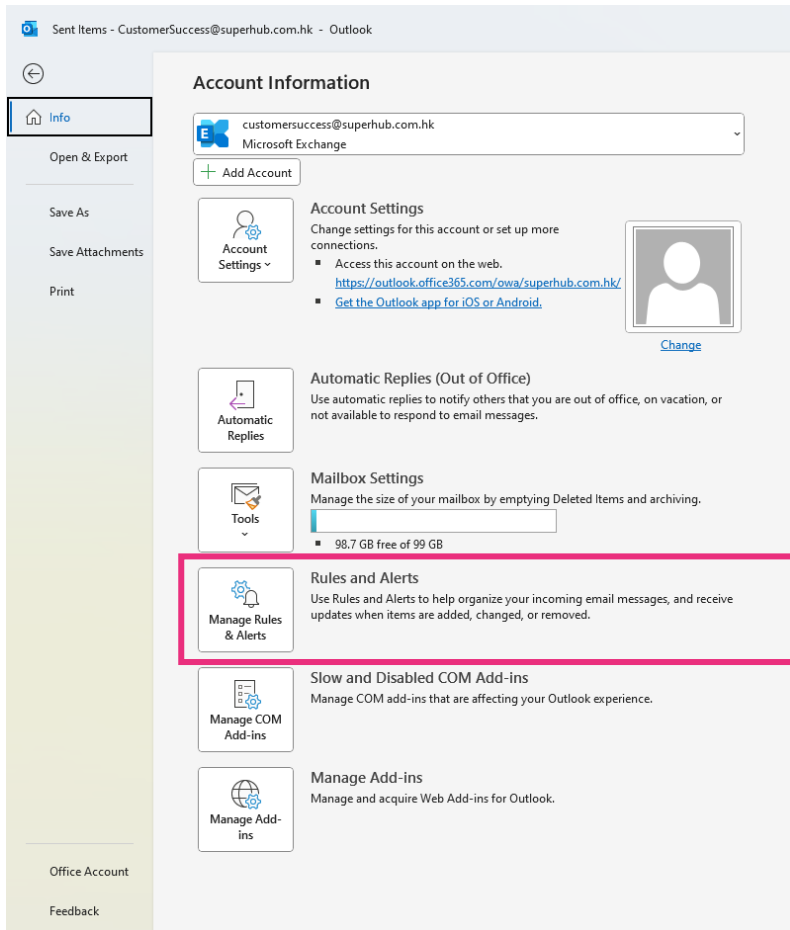 Sent Items - CustomerSuccess@superhub.com.hk - Outlook
Info
Open & Export
Save As
Save Attachments
Print
Office Account
Feedback
Account Information
customersuccess@superhub.com.hk
Microsoft Exchange
Add Account
Account
Settings
Account Settings
Change settings for this account or set up more
connections.
Access this account on the web.
https://outlook.office365.com/owa/superhub.com.hk/
Get the Outlook app for iOS or Android.
Change
Automatic
Replies
Automatic Replies (Out of Office)
Use automatic replies to notify others that you are out of office, on vacation, or
not available to respond to email messages.
Tools
Mailbox Settings
Manage the size of your mailbox by emptying Deleted Items and archiving.
98.7 GB free of 99 GB
Manage Rules
& Alerts
Rules and Alerts
Use Rules and Alerts to help organize your incoming email messages, and receive
updates when items are added, changed, or removed.
Manage COM
Add-ins
Slow and Disabled COM Add-ins
Manage COM add-ins that are affecting your Outlook experience.
Manage Add-
ins
Manage Add-ins
Manage and acquire Web Add-ins for Outlook.